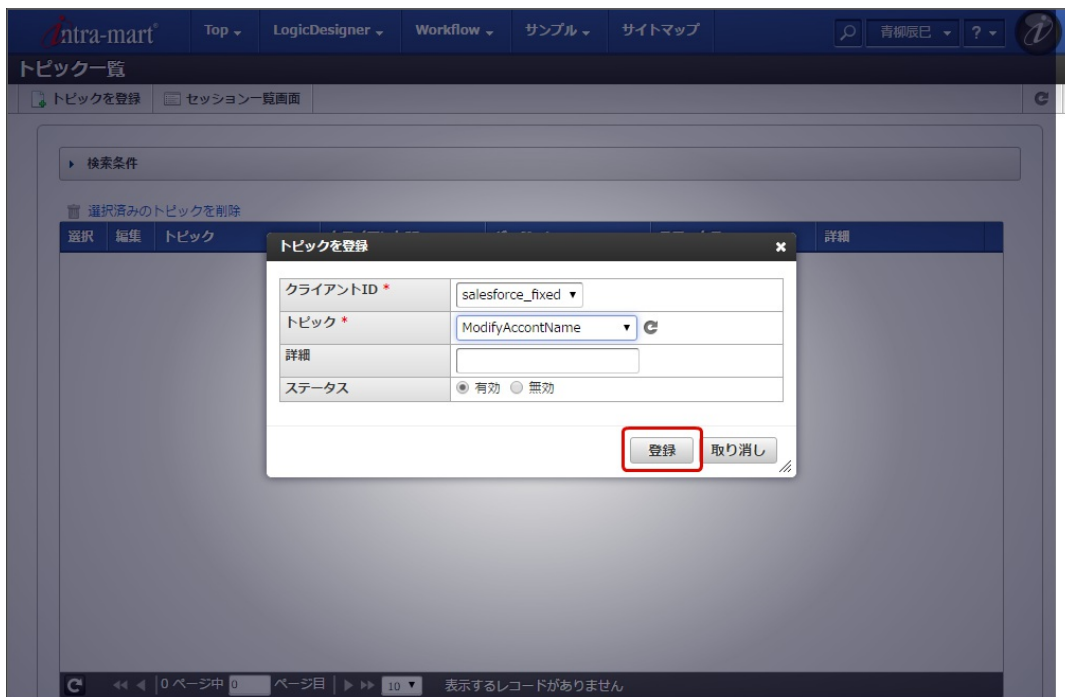 intra-mart
Top LogicDesigner Workflow サンプル サイトマップ 青柳辰巳 ?
トピック一覧
トピックを登録 セッション一覧画面
検索条件
選択済みのトピックを削除
選択 編集 トピック 詳細
トピックを登録
クライアントID * salesforce_fixed
トピック * ModifyAccontName
詳細
ステータス 有効 無効
登録 取り消し
0 ページ中 0 ページ目 10 表示するレコードがありません